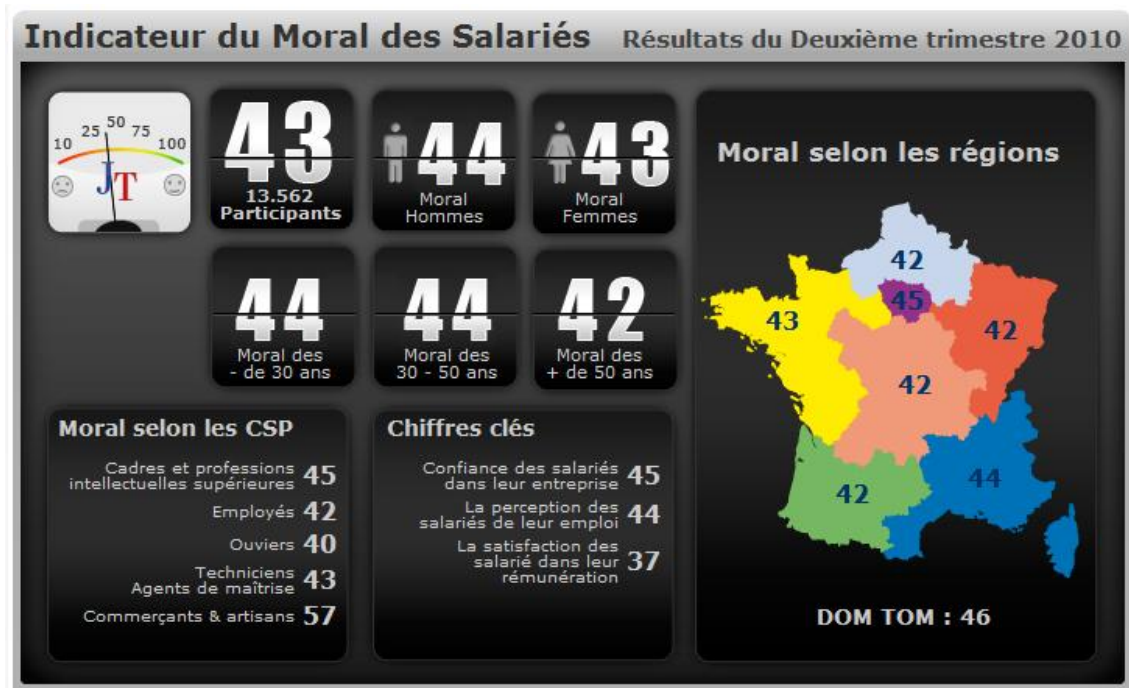 Indicateur du Moral des Salariés Résultats du Deuxième trimestre 2010
10 25 50 75 100
JT
43
13.562
Participants
44
Moral
Hommes
43
Moral
Femmes
44
Moral des
- de 30 ans
44
Moral des
30 - 50 ans
42
Moral des
+ de 50 ans
Moral selon les CSP
Cadres et professions
intellectuelles supérieures 45
Employés 42
Ouviers 40
Techniciens
Agents de maîtrise 43
Commerçants & artisans 57
Chiffres clés
Confiance des salariés
dans leur entreprise 45
La perception des
salariés de leur emploi 44
La satisfaction des
salarié dans leur 37
rémunération
Moral selon les régions
42
45
43
42
42
42
44
DOM TOM : 46